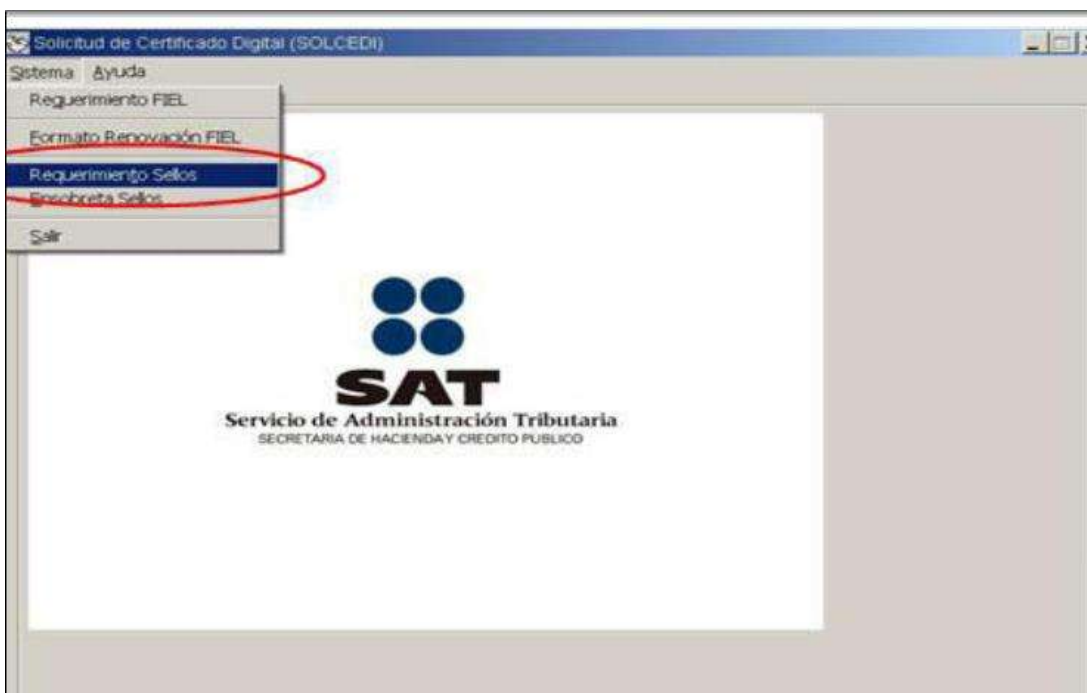 Solicitud de Certificado Digital (SOLCEDI)
Sistema Ayuda
Requerimiento FIEL
Formato Renovación FIEL
Requerimiento Sellos
Ensobreta Sellos
Salir
SAT
Servicio de Administración Tributaria
SECRETARIA DE HACIENDA Y CREDITO PUBLICO